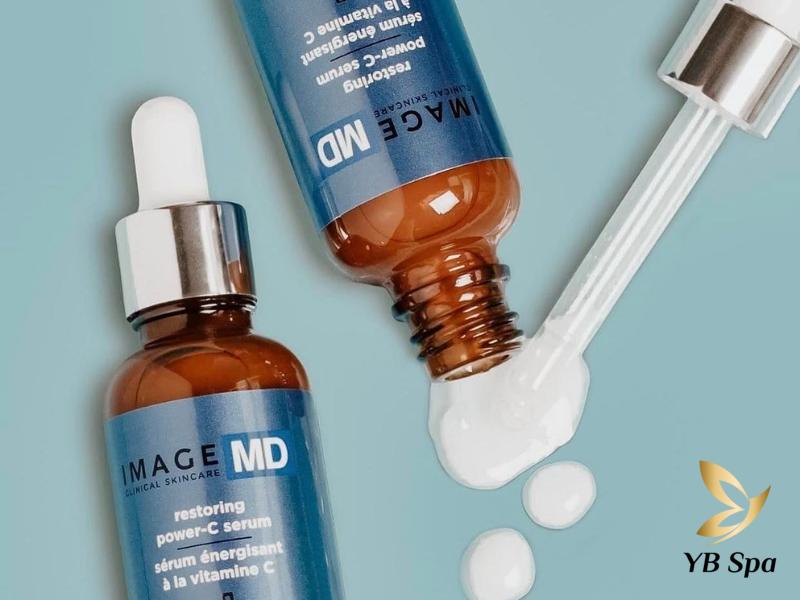 IMAGE MD
CLINICAL SKINCARE
restoring
power-C serum
sérum énergisant
à la vitamine C
IMAGE MD
CLINICAL SKINCARE
restoring
power-C serum
sérum énergisant
à la vitamine C
YB Spa